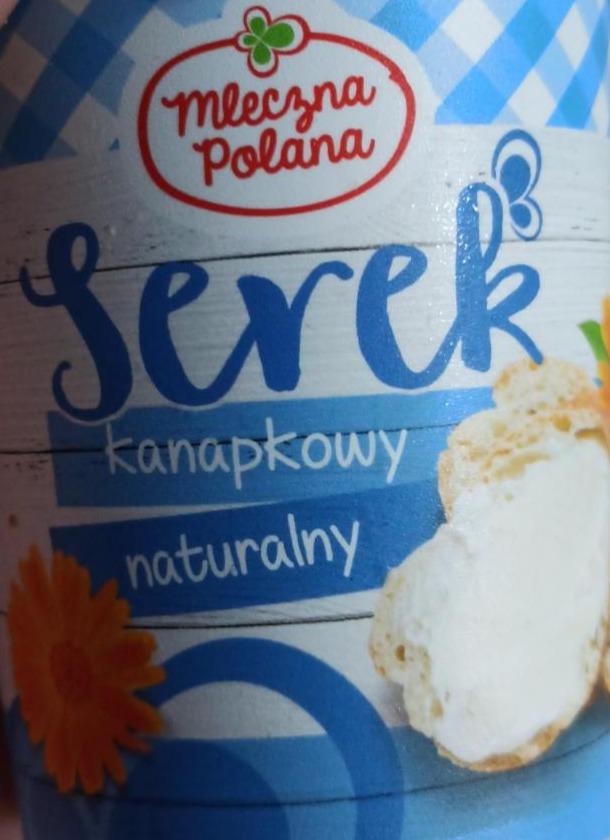 Mleczna
Polana
Serek
kanapkowy
naturalny